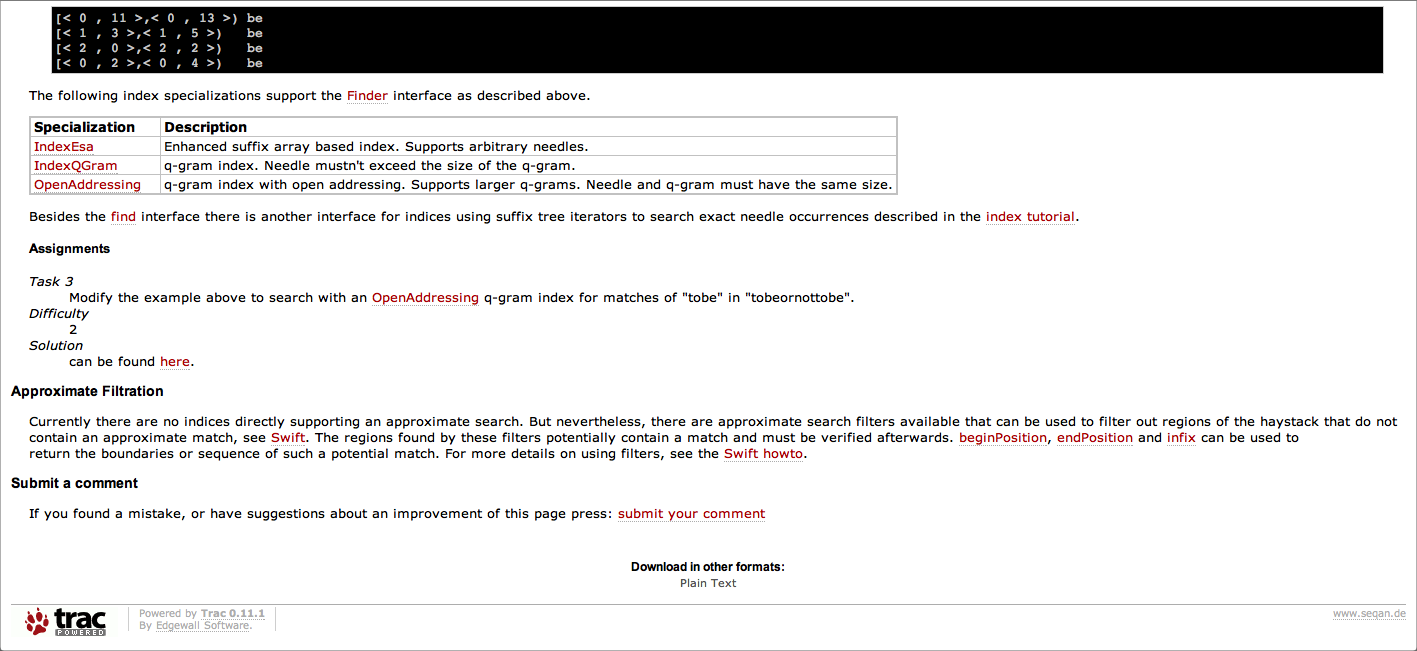 [< 0 , 11 >,< 0 , 13 >) be
[< 1 , 3 >,< 1 , 5 >)   be
[< 2 , 0 >,< 2 , 2 >)   be
[< 0 , 2 >,< 0 , 4 >)   be
The following index specializations support the Finder interface as described above.
Specialization Description
IndexEsa Enhanced suffix array based index. Supports arbitrary needles.
IndexQGram q-gram index. Needle mustn't exceed the size of the q-gram.
OpenAddressing q-gram index with open addressing. Supports larger q-grams. Needle and q-gram must have the same size.
Besides the find interface there is another interface for indices using suffix tree iterators to search exact needle occurrences described in the index tutorial.
Assignments
Task 3
Modify the example above to search with an OpenAddressing q-gram index for matches of "tobe" in "tobeornottobe".
Difficulty
2
Solution
can be found here.
Approximate Filtration
Currently there are no indices directly supporting an approximate search. But nevertheless, there are approximate search filters available that can be used to filter out regions of the haystack that do not
contain an approximate match, see Swift. The regions found by these filters potentially contain a match and must be verified afterwards. beginPosition, endPosition and infix can be used to
return the boundaries or sequence of such a potential match. For more details on using filters, see the Swift howto.
Submit a comment
If you found a mistake, or have suggestions about an improvement of this page press: submit your comment
Download in other formats:
Plain Text
trac
POWERED
Powered by Trac 0.11.1
By Edgewall Software.
www.seqan.de